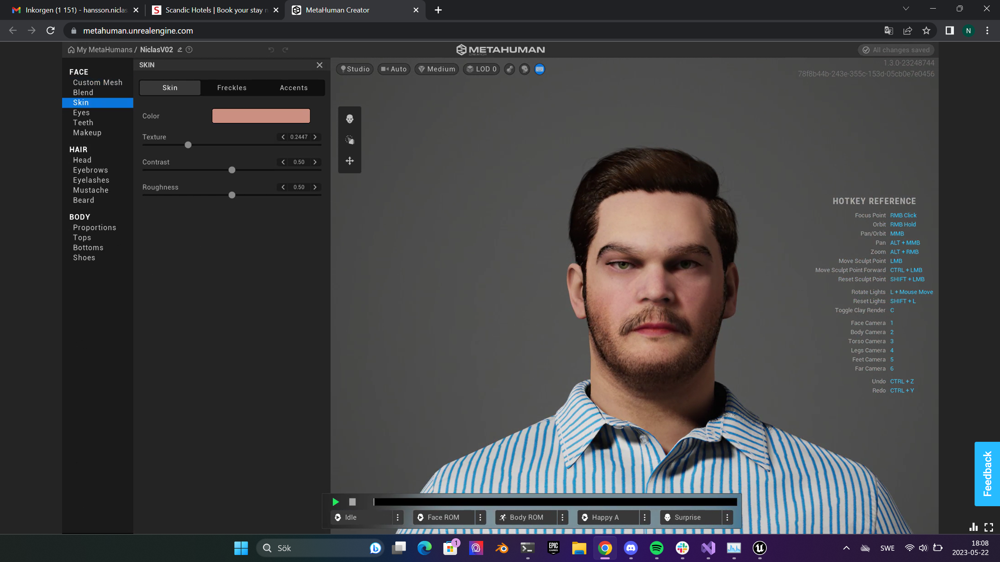 Inkorgen (1 151) - hansson.niclas
Scandic Hotels | Book your stay n
MetaHuman Creator
metahuman.unrealengine.com
N
My MetaHumans / NiclasV02
METAHUMAN
CREATOR
All changes saved
1.3.0-23248744
78f8b44b-243e-355c-153d-05cb0e7e0456
FACE
Custom Mesh
Blend
Skin
Eyes
Teeth
Makeup
HAIR
Head
Eyebrows
Eyelashes
Mustache
Beard
BODY
Proportions
Tops
Bottoms
Shoes
SKIN
Skin Freckles Accents
Color
Texture 0.2447
Contrast 0.50
Roughness 0.50
Studio Auto Medium LOD 0
HOTKEY REFERENCE
Focus Point RMB Click
Orbit RMB Hold
Pan/Orbit MMB
Pan ALT + MMB
Zoom ALT + RMB
Move Sculpt Point LMB
Move Sculpt Point Forward CTRL + LMB
Reset Sculpt Point SHIFT + LMB
Rotate Lights L + Mouse Move
Reset Lights SHIFT + L
Toggle Clay Render C
Face Camera 1
Body Camera 2
Torso Camera 3
Legs Camera 4
Feet Camera 5
Far Camera 6
Undo CTRL + Z
Redo CTRL + Y
Feedback
Idle Face ROM Body ROM Happy A Surprise
Sök
1
EPIC
GAMES
SWE
18:08
2023-05-22